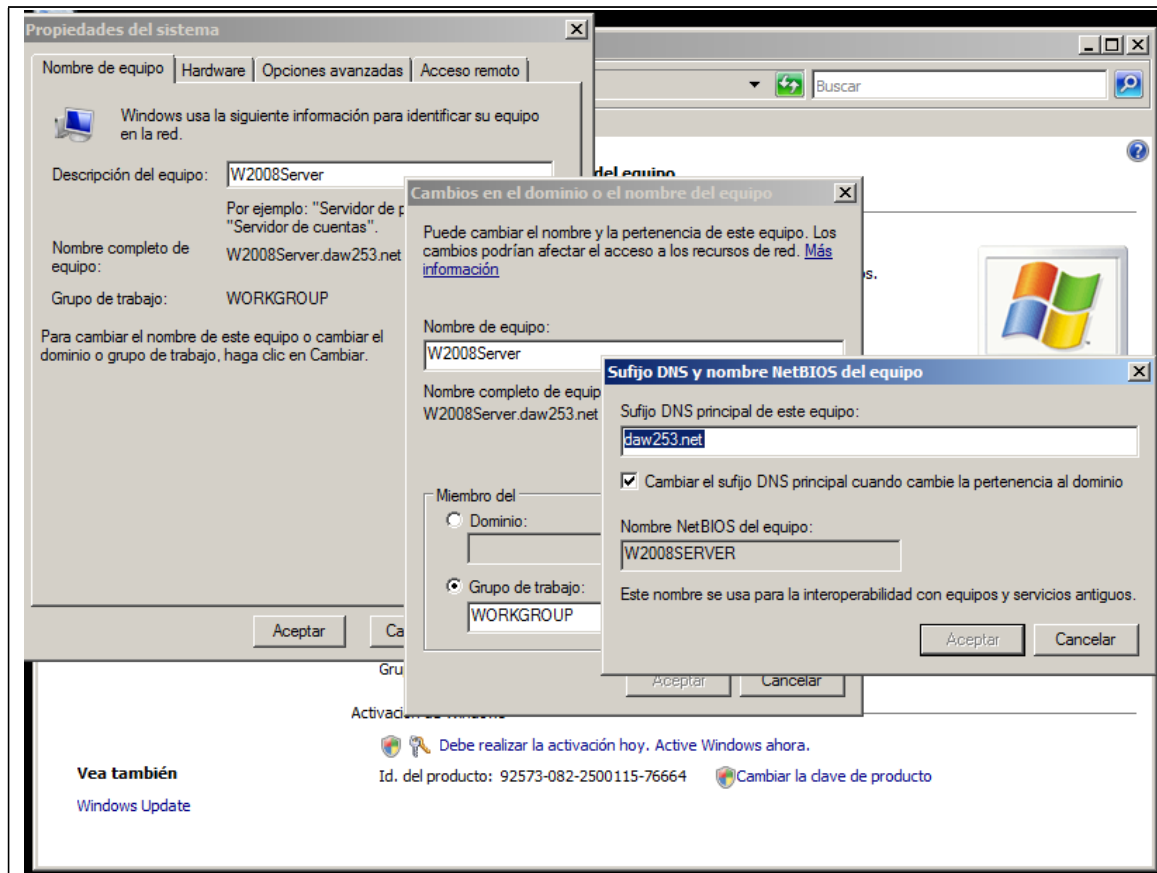 Propiedades del sistema
Nombre de equipo
Hardware
Opciones avanzadas
Acceso remoto
Windows usa la siguiente información para identificar su equipo
en la red.
Descripción del equipo:
W2008Server
Por ejemplo: "Servidor de
"Servidor de cuentas".
Nombre completo de
equipo:
W2008Server.daw253.net
Grupo de trabajo:
WORKGROUP
Para cambiar el nombre de este equipo o cambiar el
dominio o grupo de trabajo, haga clic en Cambiar.
Aceptar
Buscar
del equipo
Cambios en el dominio o el nombre del equipo
Puede cambiar el nombre y la pertenencia de este equipo. Los
cambios podrían afectar el acceso a los recursos de red. Más
información
Nombre de equipo:
W2008Server
Nombre completo de equip
W2008Server.daw253.net
Miembro del
Dominio:
Grupo de trabajo:
WORKGROUP
Aceptar
Cancelar
Sufijo DNS y nombre NetBIOS del equipo
Sufijo DNS principal de este equipo:
daw253.net
Cambiar el sufijo DNS principal cuando cambie la pertenencia al dominio
Nombre NetBIOS del equipo:
W2008SERVER
Este nombre se usa para la interoperabilidad con equipos y servicios antiguos.
Aceptar
Cancelar
Activación de Windows
Debe realizar la activación hoy. Active Windows ahora.
Id. del producto: 92573-082-2500115-76664
Cambiar la clave de producto
Vea también
Windows Update